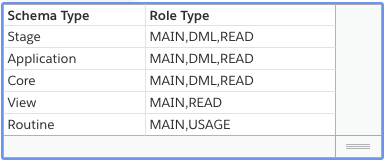 Schema Type Role Type
Stage MAIN,DML,READ
Application MAIN,DML,READ
Core MAIN,DML,READ
View MAIN,READ
Routine MAIN,USAGE